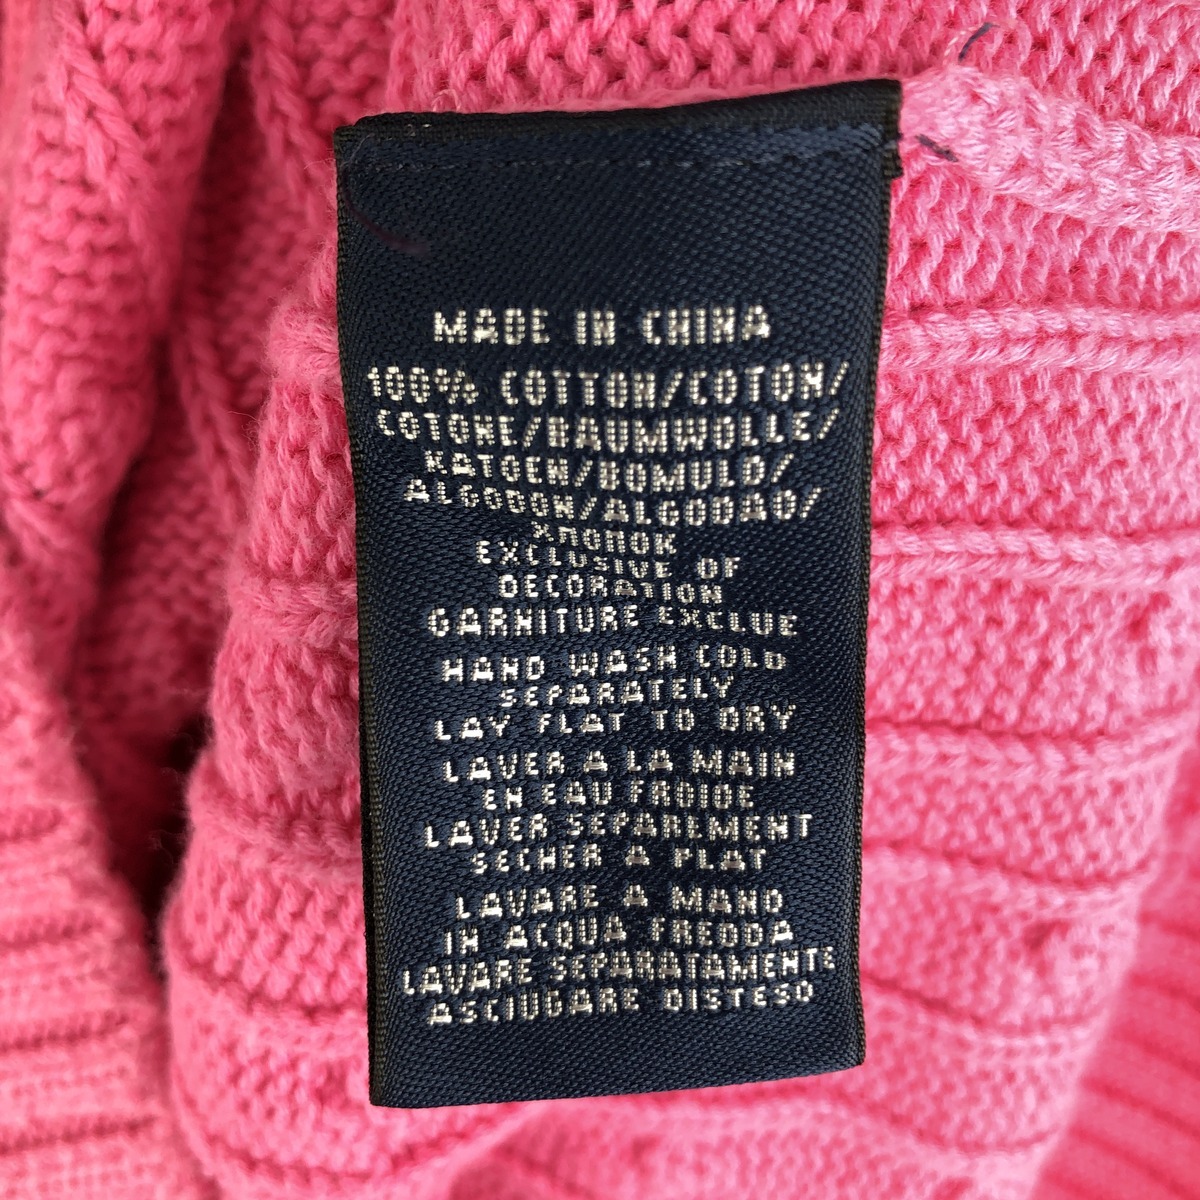 MADE IN CHINA
100% COTTON/COTON/
COTONE/BAUMWOLLE/
KATOEN/BOMULD/
ALGODON/ALGODAO/
ХЛОПОК
EXCLUSIVE OF
DECORATION
GARNITURE EXCLUE
HAND WASH COLD
SEPARATELY
LAY FLAT TO DRY
LAVER A LA MAIN
EN EAU FROIDE
LAVER SEPAREMENT
SECHER A PLAT
LAVARE A MANO
IN ACQUA FREDDA
LAVARE SEPARATAMENTE
ASCIUGARE DISTESO